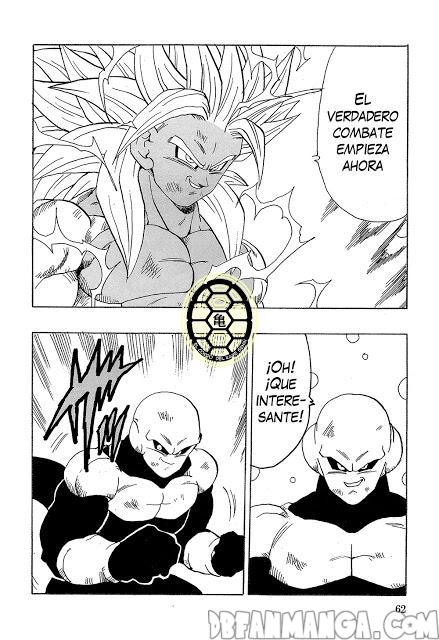 EL
VERDADERO
COMBATE
EMPIEZA
AHORA
亀
¡OH!
¡QUE
INTERE-
SANTE!
62
DBFANMANGA.COM